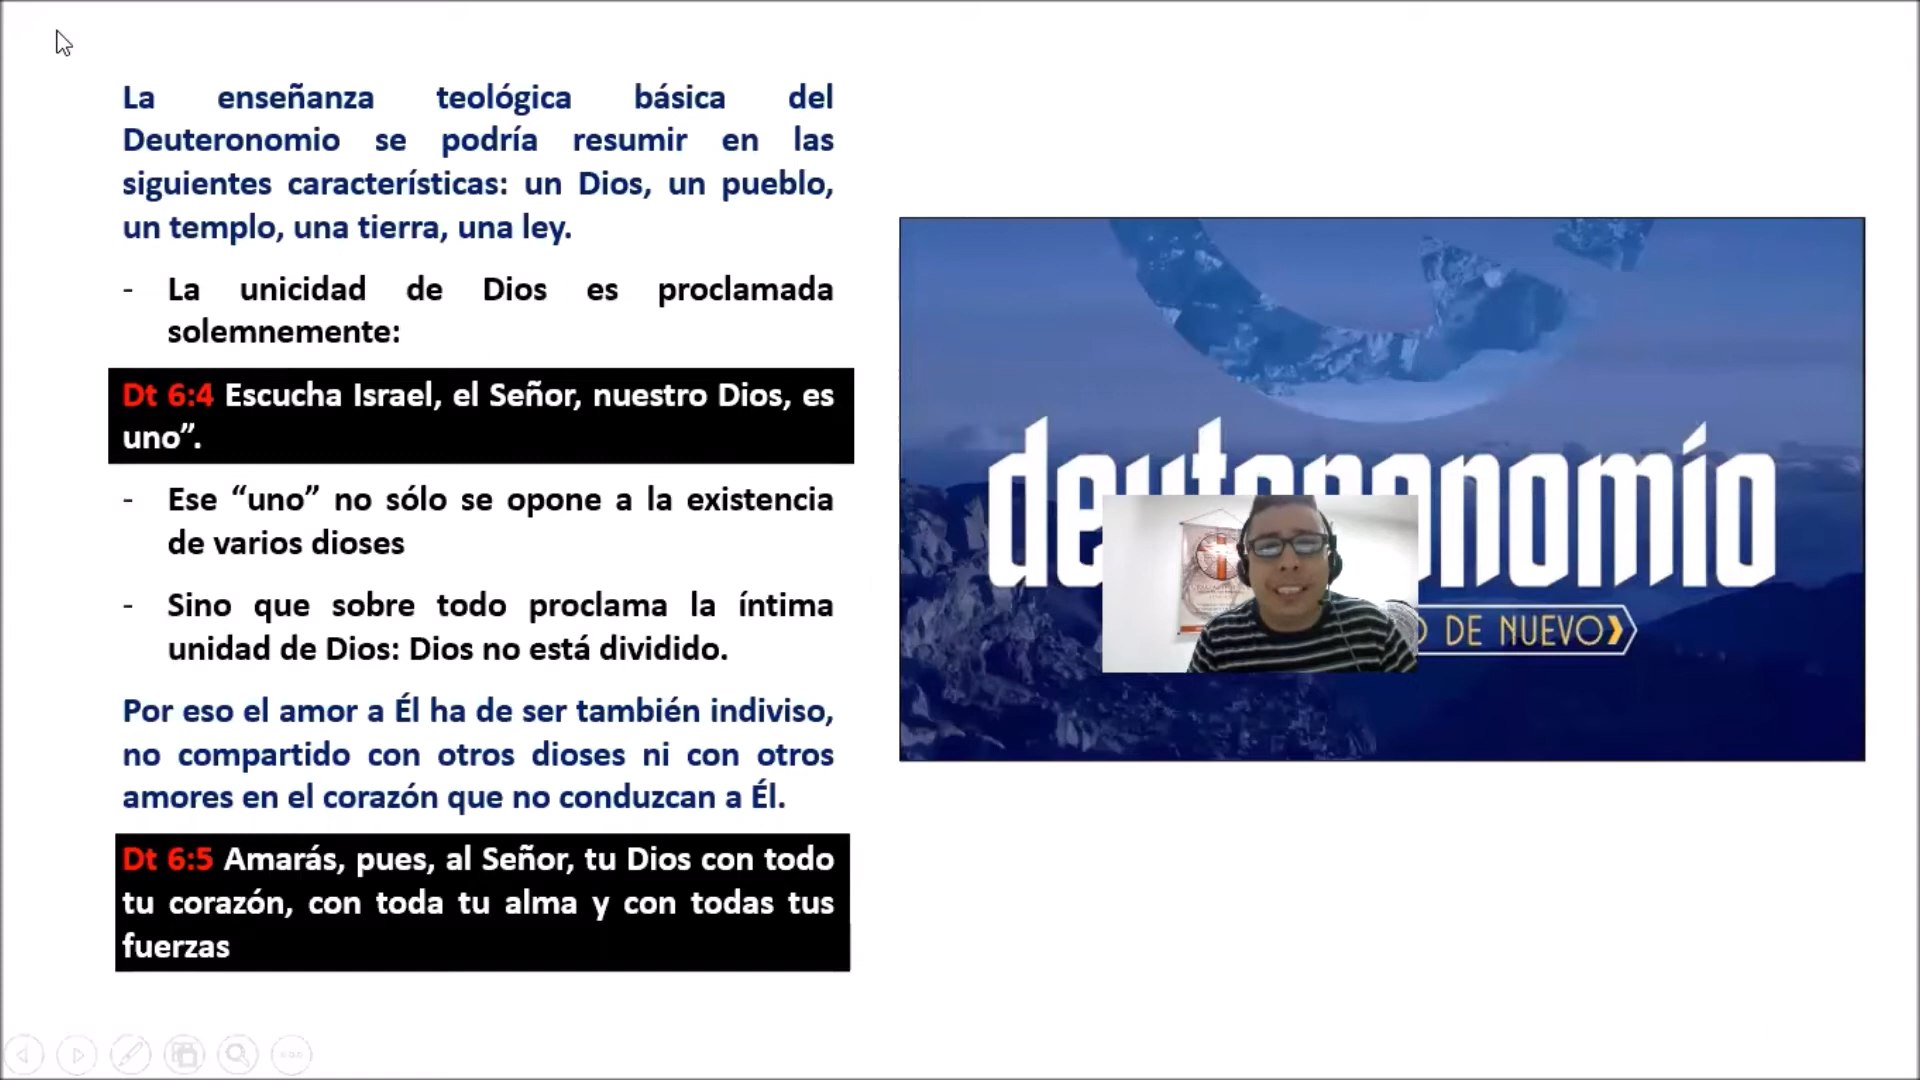 La enseñanza teológica básica del
Deuteronomio se podría resumir en las
siguientes características: un Dios, un pueblo,
un templo, una tierra, una ley.
- La unicidad de Dios es proclamada
solemnemente:
Dt 6:4 Escucha Israel, el Señor, nuestro Dios, es
uno”.
- Ese “uno” no sólo se opone a la existencia
de varios dioses
- Sino que sobre todo proclama la íntima
unidad de Dios: Dios no está dividido.
Por eso el amor a Él ha de ser también indiviso,
no compartido con otros dioses ni con otros
amores en el corazón que no conduzcan a Él.
Dt 6:5 Amarás, pues, al Señor, tu Dios con todo
tu corazón, con toda tu alma y con todas tus
fuerzas
deuteronomío
DE NUEVO